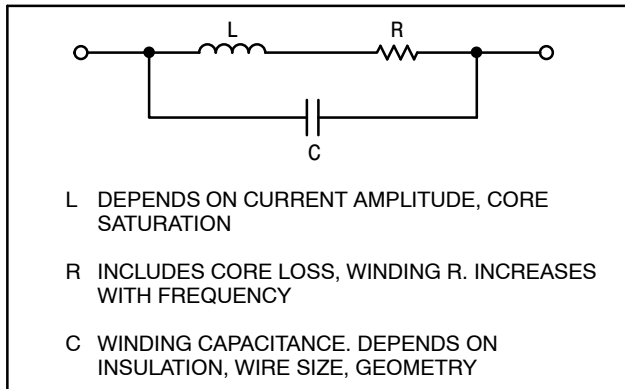 L
R
C
L DEPENDS ON CURRENT AMPLITUDE, CORE
SATURATION
R INCLUDES CORE LOSS, WINDING R. INCREASES
WITH FREQUENCY
C WINDING CAPACITANCE. DEPENDS ON
INSULATION, WIRE SIZE, GEOMETRY